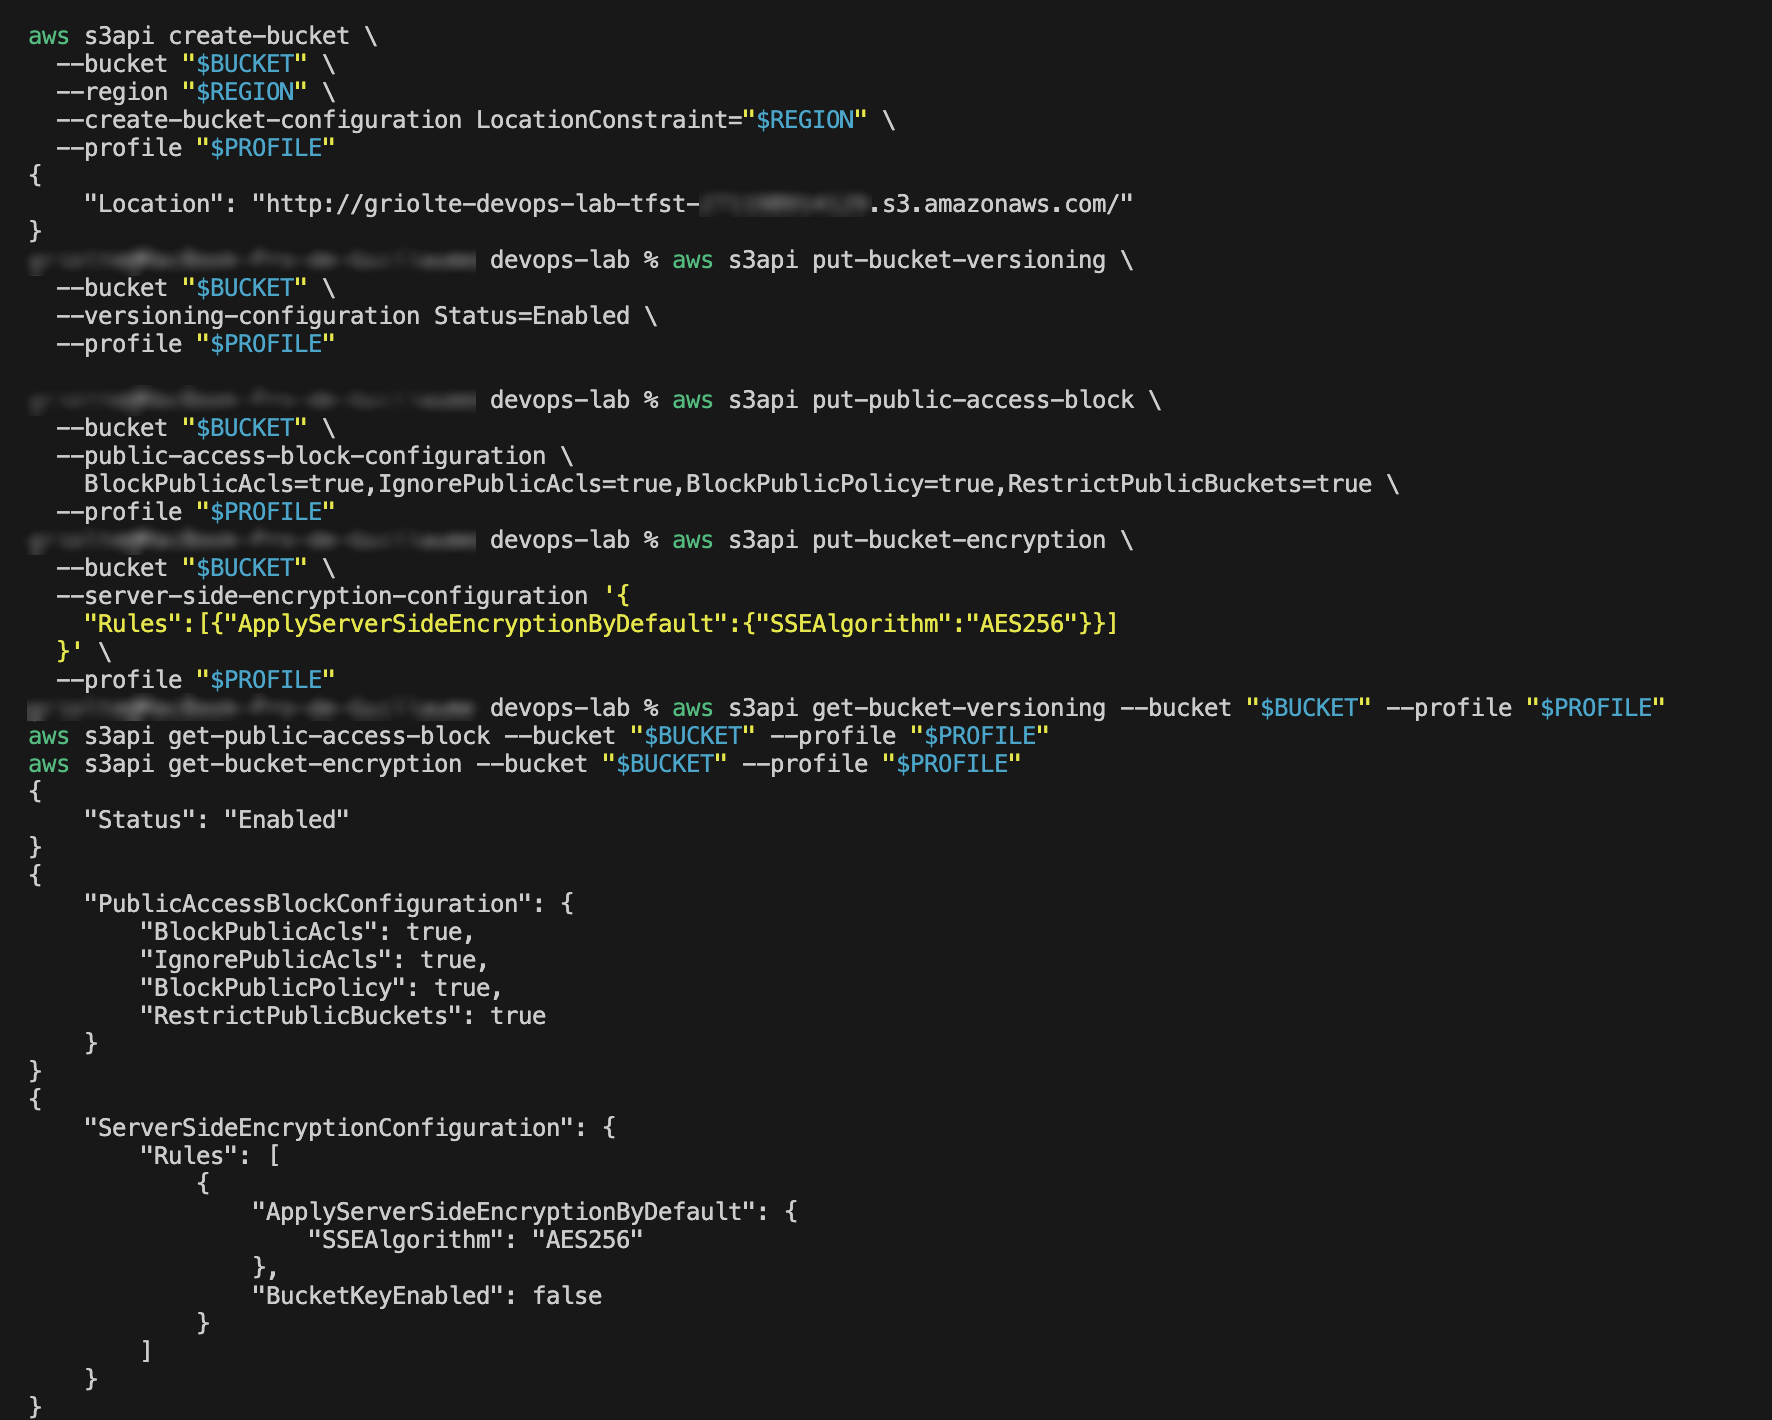 aws s3api create-bucket \
  --bucket "$BUCKET" \
  --region "$REGION" \
  --create-bucket-configuration LocationConstraint="$REGION" \
  --profile "$PROFILE"
{
    "Location": "http://griolte-devops-lab-tfst-.s3.amazonaws.com/"
}
devops-lab % aws s3api put-bucket-versioning \
  --bucket "$BUCKET" \
  --versioning-configuration Status=Enabled \
  --profile "$PROFILE"
devops-lab % aws s3api put-public-access-block \
  --bucket "$BUCKET" \
  --public-access-block-configuration \
    BlockPublicAcls=true,IgnorePublicAcls=true,BlockPublicPolicy=true,RestrictPublicBuckets=true \
  --profile "$PROFILE"
devops-lab % aws s3api put-bucket-encryption \
  --bucket "$BUCKET" \
  --server-side-encryption-configuration '{
    "Rules":[{"ApplyServerSideEncryptionByDefault":{"SSEAlgorithm":"AES256"}}]
  }' \
  --profile "$PROFILE"
devops-lab % aws s3api get-bucket-versioning --bucket "$BUCKET" --profile "$PROFILE"
aws s3api get-public-access-block --bucket "$BUCKET" --profile "$PROFILE"
aws s3api get-bucket-encryption --bucket "$BUCKET" --profile "$PROFILE"
{
    "Status": "Enabled"
}
{
    "PublicAccessBlockConfiguration": {
        "BlockPublicAcls": true,
        "IgnorePublicAcls": true,
        "BlockPublicPolicy": true,
        "RestrictPublicBuckets": true
    }
}
{
    "ServerSideEncryptionConfiguration": {
        "Rules": [
            {
                "ApplyServerSideEncryptionByDefault": {
                    "SSEAlgorithm": "AES256"
                },
                "BucketKeyEnabled": false
            }
        ]
    }
}